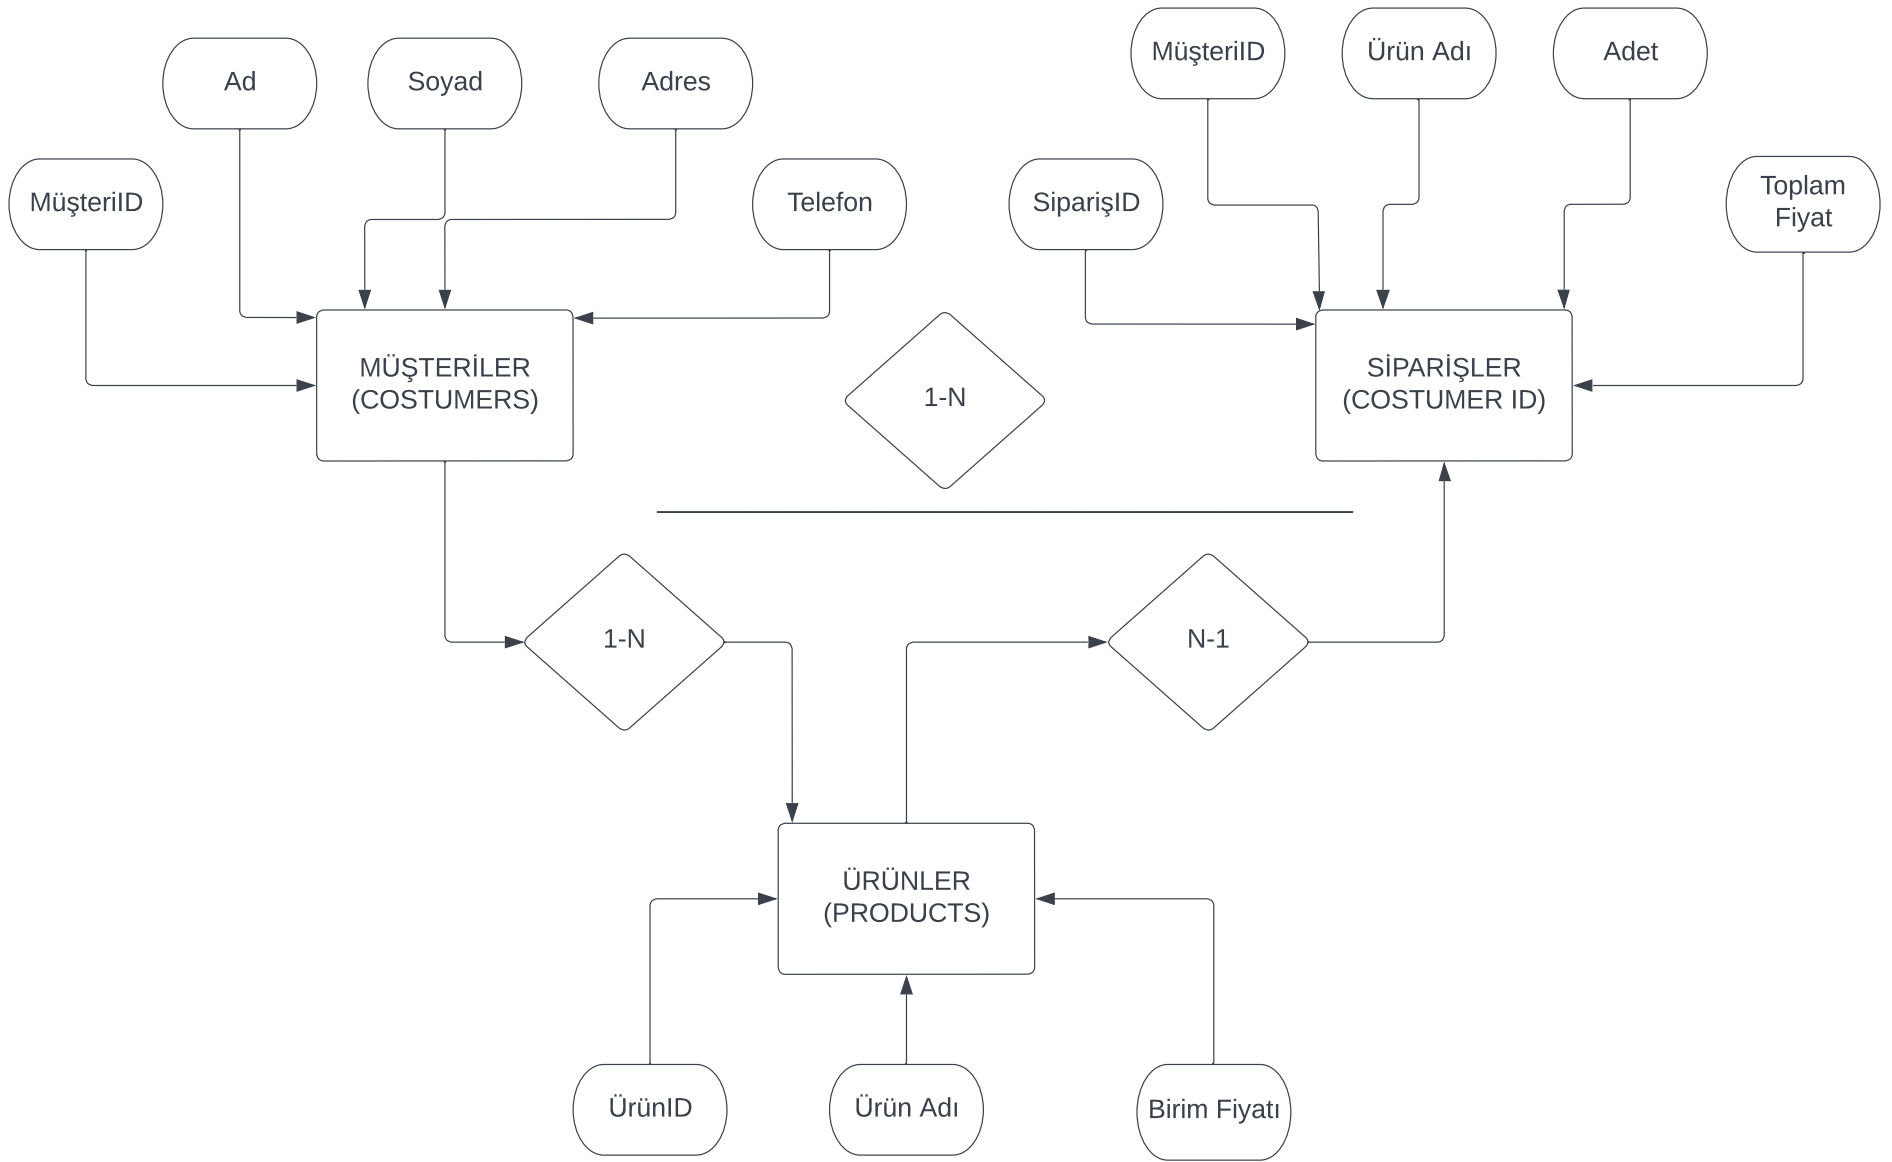 MüşteriID
Ürün Adı
Adet
Ad
Soyad
Adres
MüşteriID
Telefon
SiparişID
Toplam
Fiyat
MÜŞTERİLER
(COSTUMERS)
1-N
SİPARİŞLER
(COSTUMER ID)
1-N
N-1
ÜRÜNLER
(PRODUCTS)
ÜrünID
Ürün Adı
Birim Fiyatı